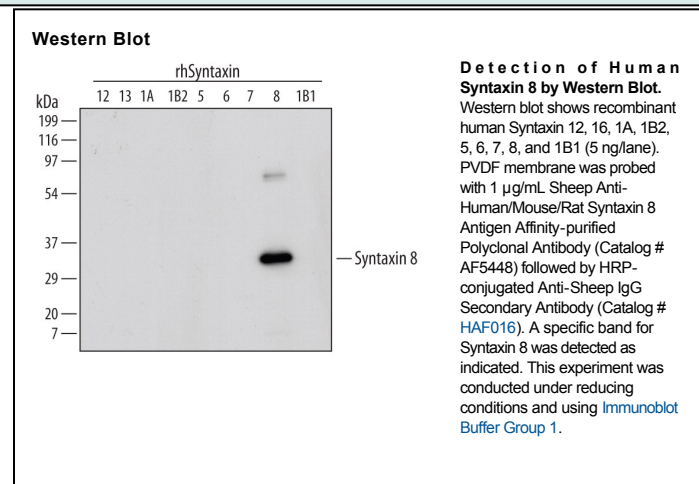 Western Blot
rhSyntaxin
kDa 12 13 1A 1B2 5 6 7 8 1B1
199
116
97
54
37
Syntaxin 8
29
20
7
Detection of Human
Syntaxin 8 by Western Blot.
Western blot shows recombinant
human Syntaxin 12, 16, 1A, 1B2,
5, 6, 7, 8, and 1B1 (5 ng/lane).
PVDF membrane was probed
with 1 µg/mL Sheep Anti-
Human/Mouse/Rat Syntaxin 8
Antigen Affinity-purified
Polyclonal Antibody (Catalog #
AF5448) followed by HRP-
conjugated Anti-Sheep IgG
Secondary Antibody (Catalog #
HAF016). A specific band for
Syntaxin 8 was detected as
indicated. This experiment was
conducted under reducing
conditions and using Immunoblot
Buffer Group 1.